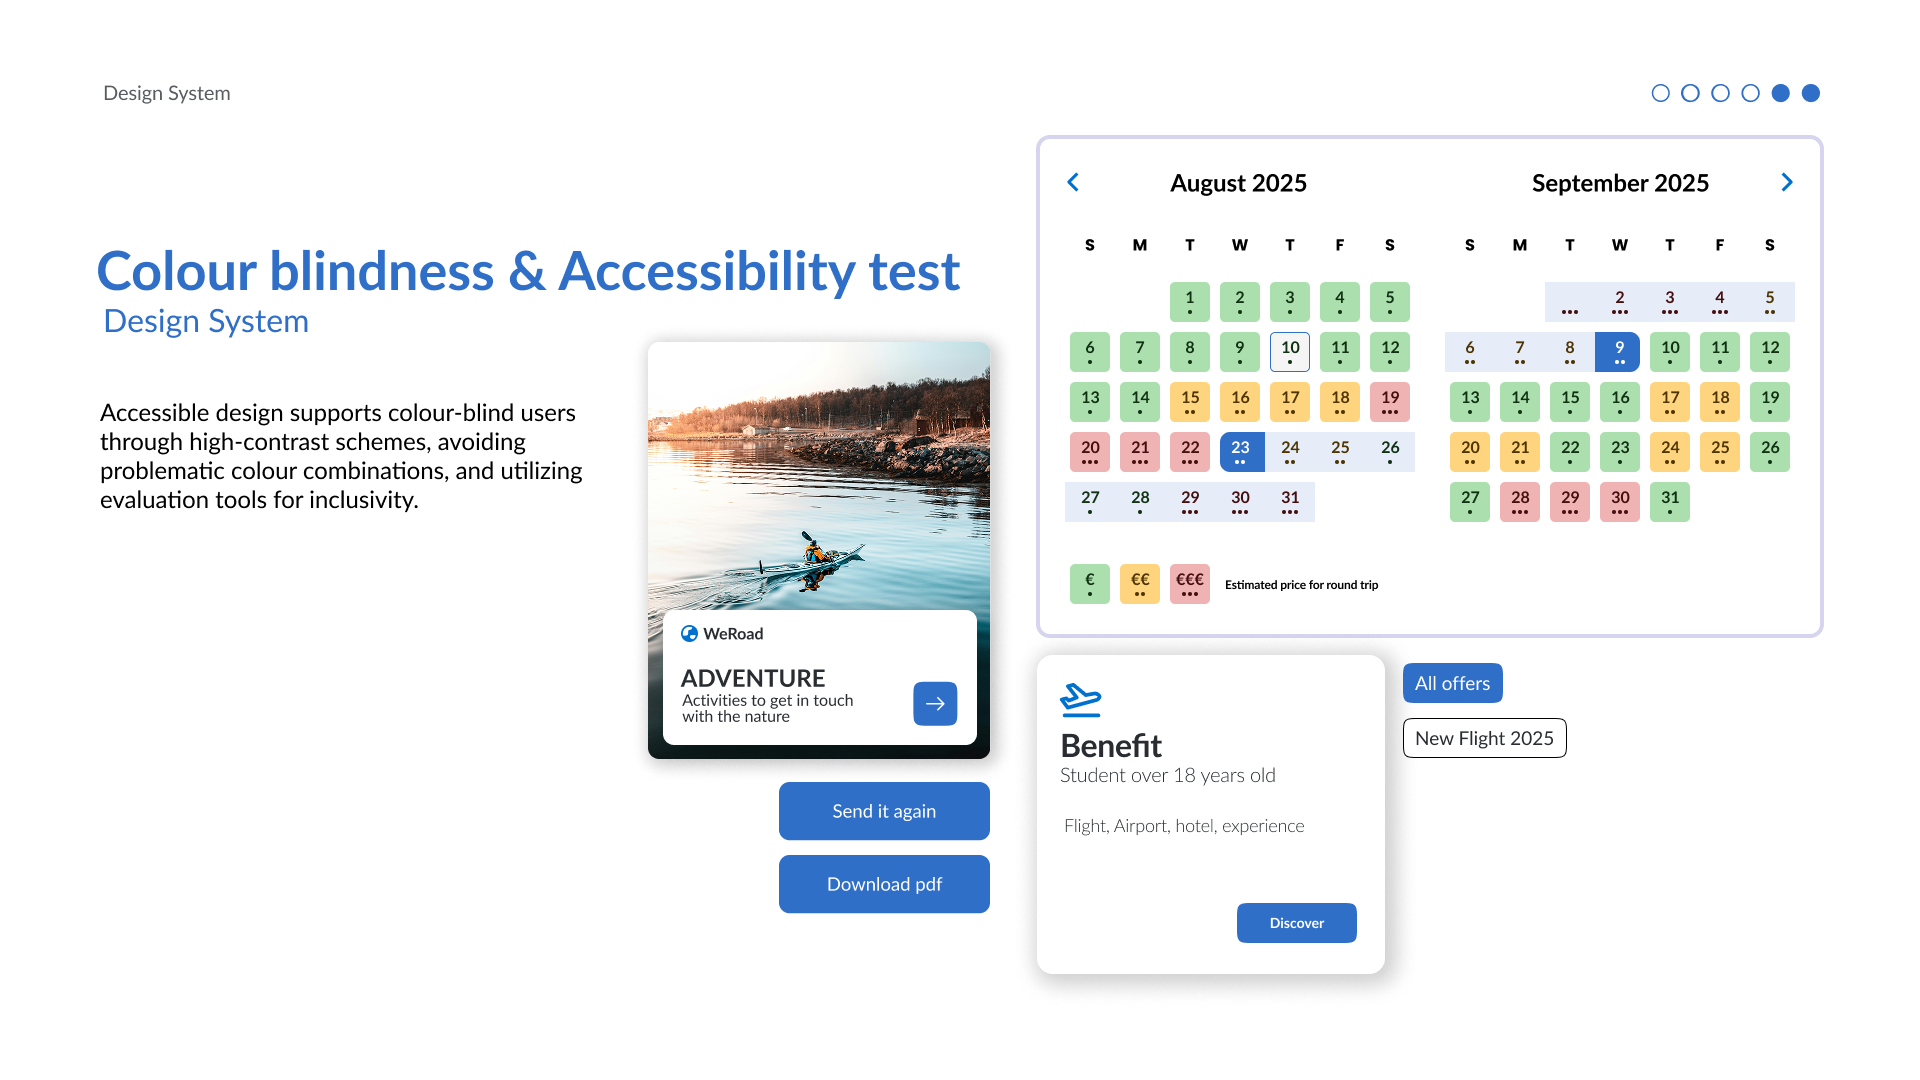 Design System
Colour blindness & Accessibility test
Design System
Accessible design supports colour-blind users
through high-contrast schemes, avoiding
problematic colour combinations, and utilizing
evaluation tools for inclusivity.
WeRoad
ADVENTURE
Activities to get in touch
with the nature
Send it again
Download pdf
August 2025
S M T W T F S
1 2 3 4 5
6 7 8 9 10 11 12
13 14 15 16 17 18 19
20 21 22 23 24 25 26
27 28 29 30 31
September 2025
S M T W T F S
2 3 4 5
6 7 8 9 10 11 12
13 14 15 16 17 18 19
20 21 22 23 24 25 26
27 28 29 30 31
€ €€ €€€ Estimated price for round trip
Benefit
Student over 18 years old
Flight, Airport, hotel, experience
Discover
All offers
New Flight 2025